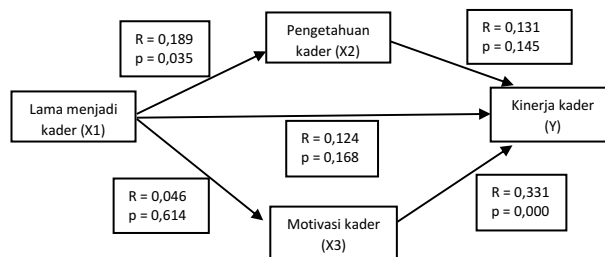 R = 0,189
p = 0,035
Pengetahuan
kader (X2)
R = 0,131
p = 0,145
Lama menjadi
kader (X1)
Kinerja kader
(Y)
R = 0,124
p = 0,168
R = 0,046
p = 0,614
Motivasi kader
(X3)
R = 0,331
p = 0,000